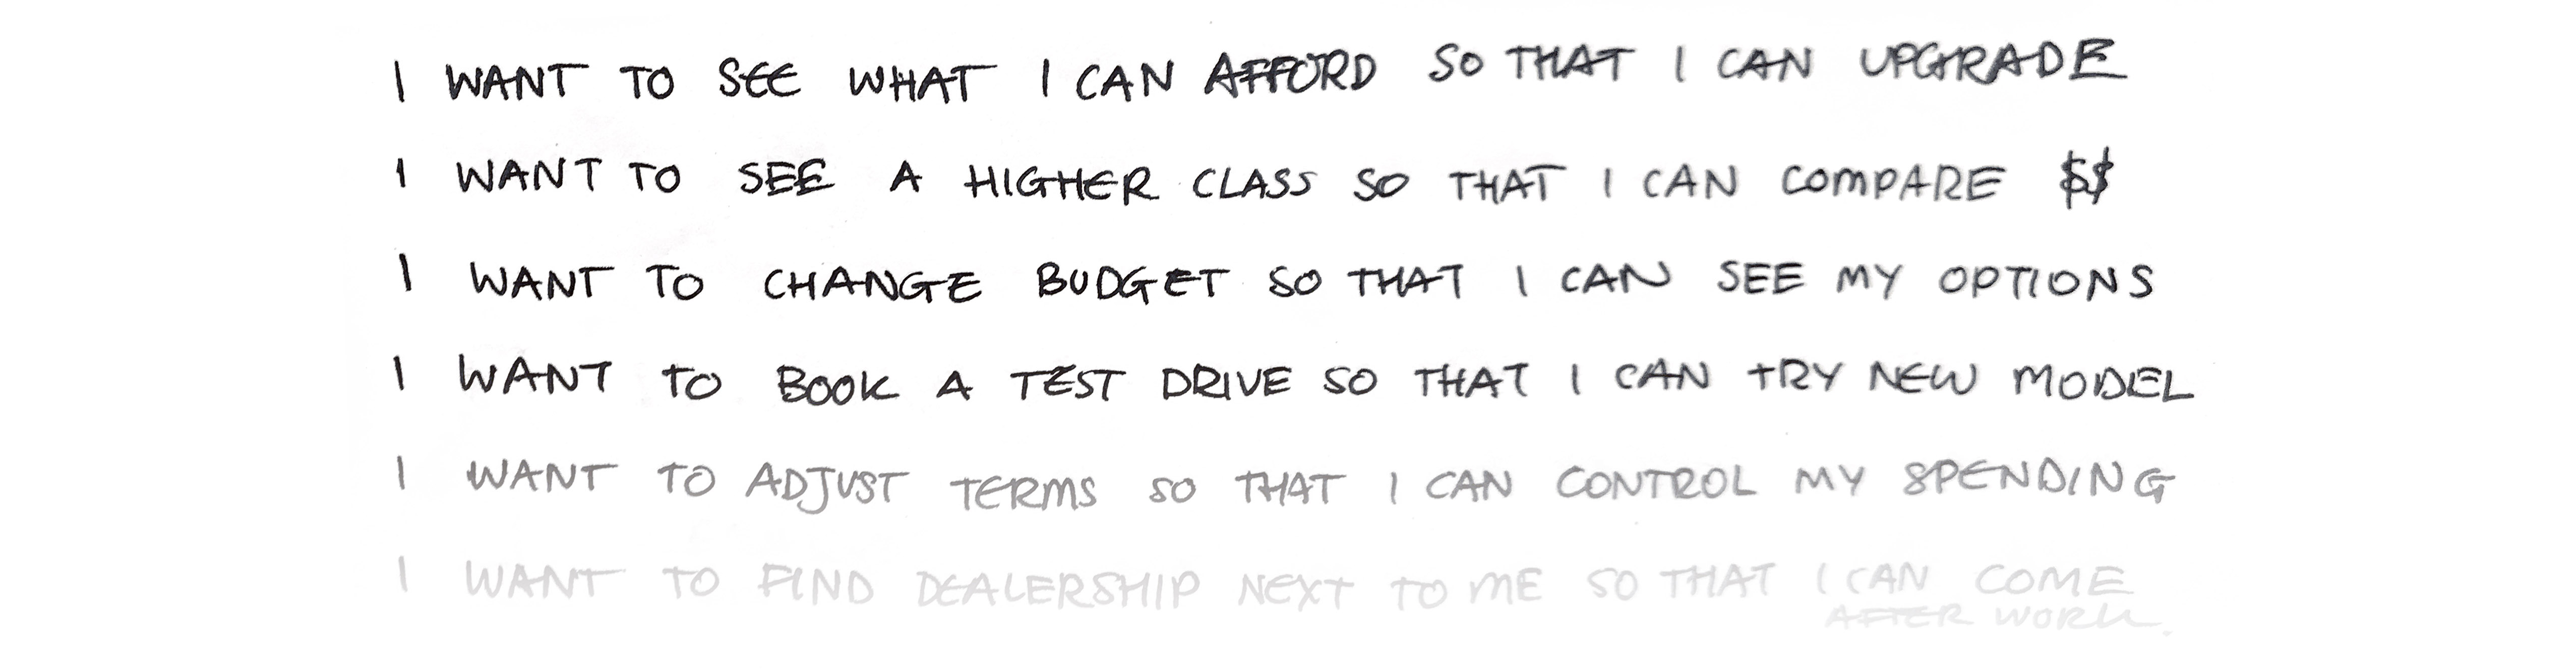 I WANT TO SEE WHAT I CAN AFFORD SO THAT I CAN UPGRADE
I WANT TO SEE A HIGHER CLASS SO THAT I CAN COMPARE $$
I WANT TO CHANGE BUDGET SO THAT I CAN SEE MY OPTIONS
I WANT TO BOOK A TEST DRIVE SO THAT I CAN TRY NEW MODEL
I WANT TO ADJUST TERMS SO THAT I CAN CONTROL MY SPENDING
I WANT TO FIND DEALERSHIP NEXT TO ME SO THAT I CAN COME
AFTER WORK.